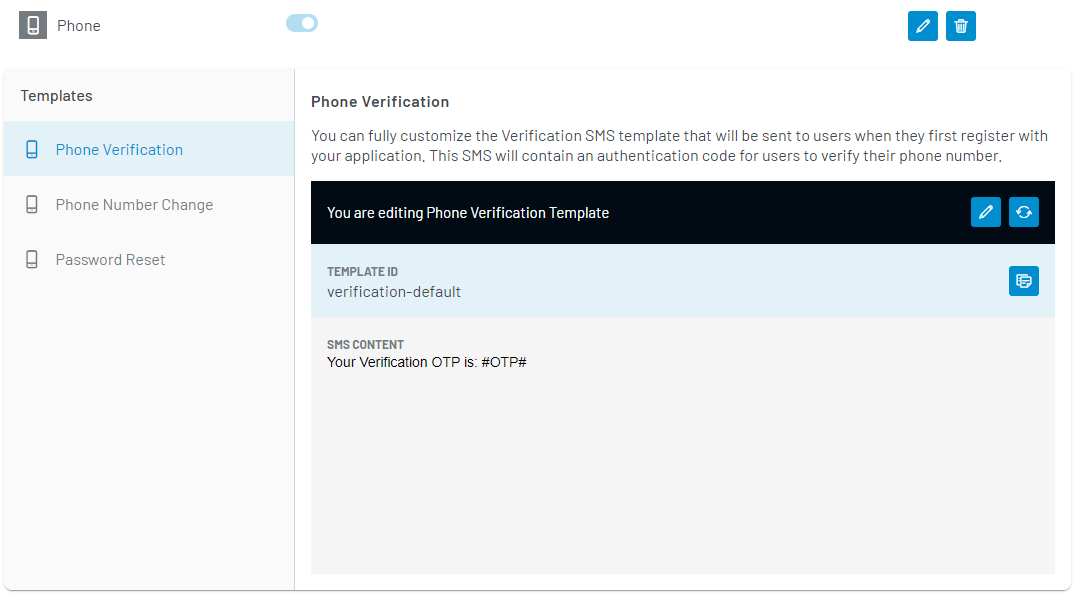 Phone
Templates
Phone Verification
Phone Number Change
Password Reset
Phone Verification
You can fully customize the Verification SMS template that will be sent to users when they first register with
your application. This SMS will contain an authentication code for users to verify their phone number.
You are editing Phone Verification Template
TEMPLATE ID
verification-default
SMS CONTENT
Your Verification OTP is: #OTP#